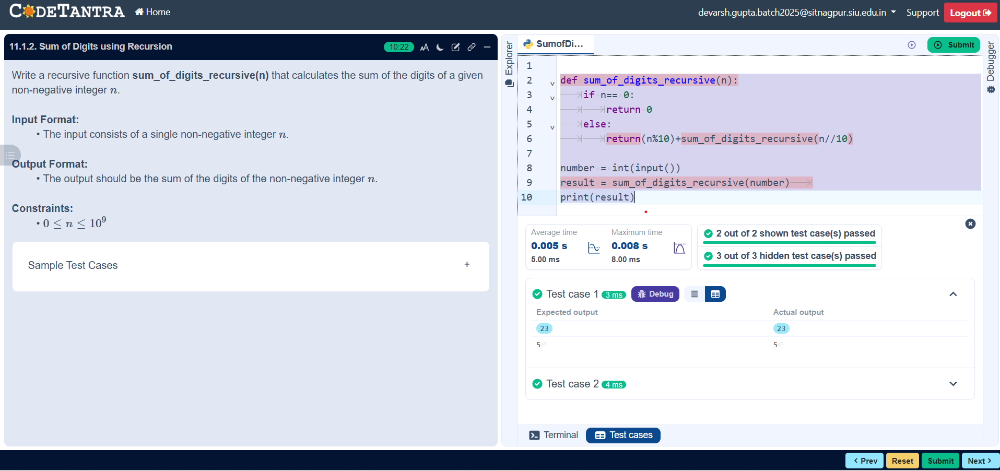 CODETANTRA Home devarsh.gupta.batch2025@sitnagpur.siu.edu.in Support Logout
11.1.2. Sum of Digits using Recursion 10:22
Write a recursive function sum_of_digits_recursive(n) that calculates the sum of the digits of a given
non-negative integer n.
Input Format:
• The input consists of a single non-negative integer n.
Output Format:
• The output should be the sum of the digits of the non-negative integer n.
Constraints:
• 0 ≤ n ≤ 10⁹
Sample Test Cases +
Explorer
SumofDi...
Submit
Debugger
1
2 def sum_of_digits_recursive(n):
3 if n== 0:
4 return 0
5 else:
6 return(n%10)+sum_of_digits_recursive(n//10)
7
8 number = int(input())
9 result = sum_of_digits_recursive(number)
10 print(result)
Average time
0.005 s
5.00 ms
Maximum time
0.008 s
8.00 ms
2 out of 2 shown test case(s) passed
3 out of 3 hidden test case(s) passed
Test case 1 3 ms Debug
Expected output Actual output
23 23
5 5
Test case 2 4 ms
Terminal Test cases
< Prev Reset Submit Next >